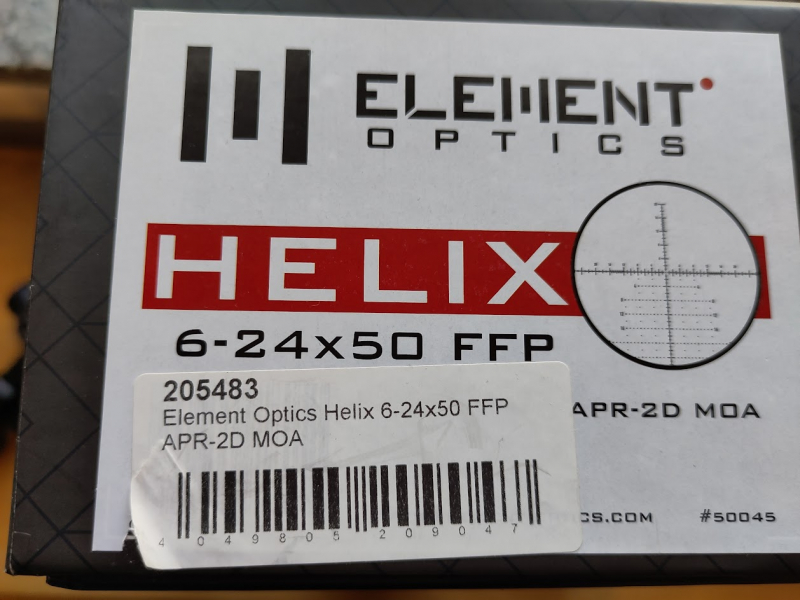 ELEMENT
OPTICS
HELIX
6-24x50 FFP
APR-2D MOA
205483
Element Optics Helix 6-24x50 FFP
APR-2D MOA
4 049805 209047
CS.COM #50045